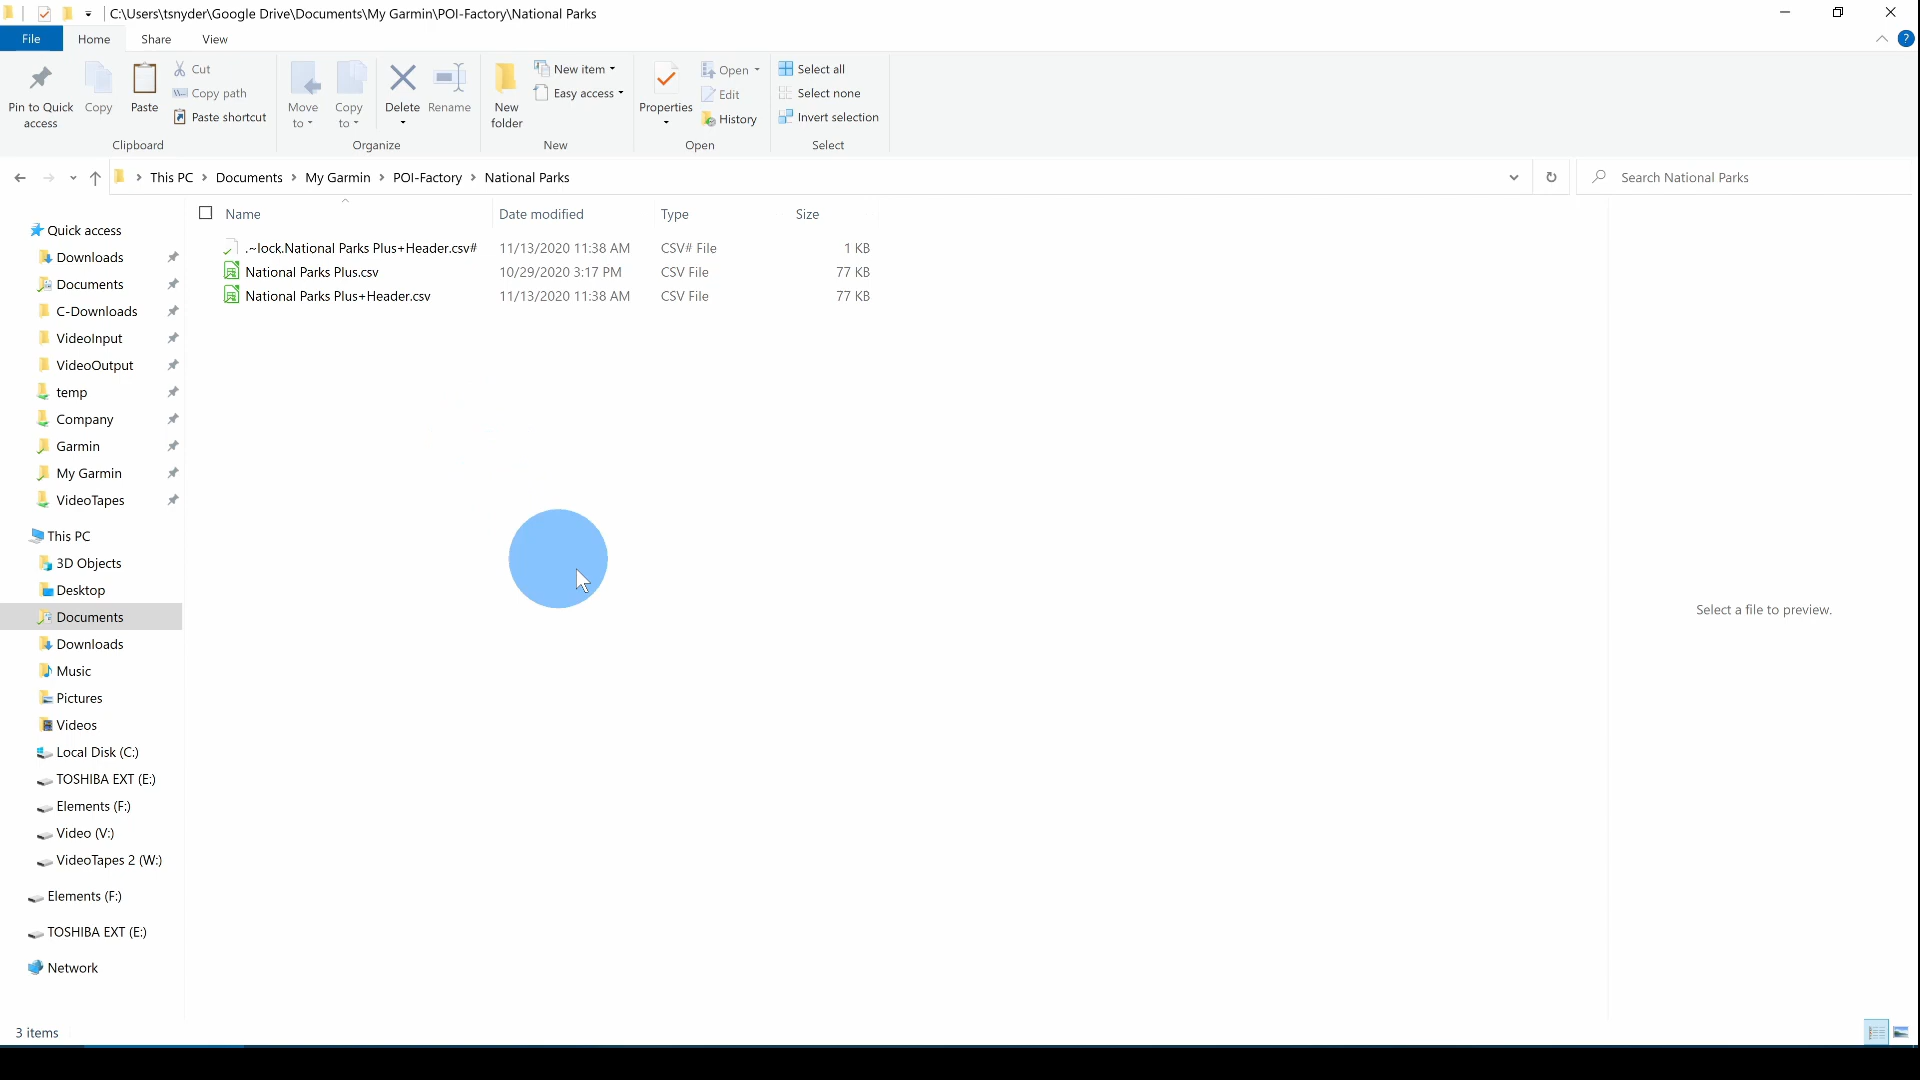 C:\Users\tsnyder\Google Drive\Documents\My Garmin\POI-Factory\National Parks
File Home Share View
Pin to Quick access
Copy
Paste
Cut
Copy path
Paste shortcut
Clipboard
Move to
Copy to
Delete
Rename
Organize
New folder
New item
Easy access
New
Properties
Open
Edit
History
Open
Select all
Select none
Invert selection
Select
This PC > Documents > My Garmin > POI-Factory > National Parks
Search National Parks
Name Date modified Type Size
.~lock.National Parks Plus+Header.csv# 11/13/2020 11:38 AM CSV# File 1 KB
National Parks Plus.csv 10/29/2020 3:17 PM CSV File 77 KB
National Parks Plus+Header.csv 11/13/2020 11:38 AM CSV File 77 KB
Quick access
Downloads
Documents
C-Downloads
VideoInput
VideoOutput
temp
Company
Garmin
My Garmin
VideoTapes
This PC
3D Objects
Desktop
Documents
Downloads
Music
Pictures
Videos
Local Disk (C:)
TOSHIBA EXT (E:)
Elements (F:)
Video (V:)
VideoTapes 2 (W:)
Elements (F:)
TOSHIBA EXT (E:)
Network
Select a file to preview.
3 items